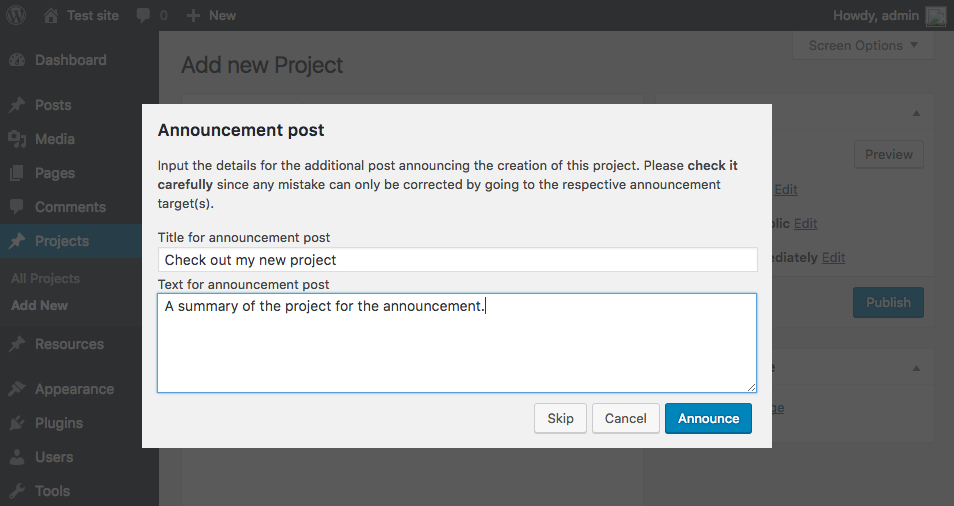 Test site
0
New
Howdy, admin
Dashboard
Posts
Media
Pages
Comments
Projects
All Projects
Add New
Resources
Appearance
Plugins
Users
Tools
Screen Options
Add new Project
Announcement post
Input the details for the additional post announcing the creation of this project. Please check it
carefully since any mistake can only be corrected by going to the respective announcement
target(s).
Title for announcement post
Check out my new project
Text for announcement post
A summary of the project for the announcement.
Skip
Cancel
Announce
Preview
Edit
Edit
Edit
Publish